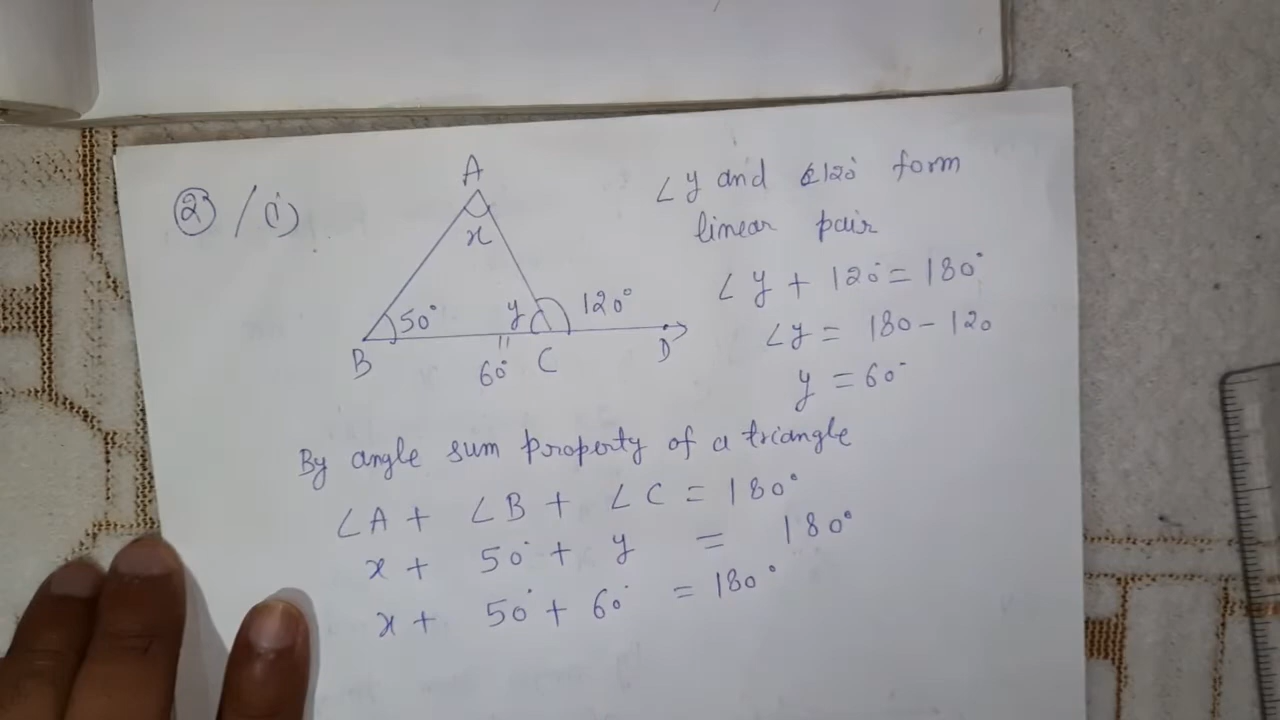 ② / (i)
A
x
50°
y
120°
B
60°
C
D
∠y and ∠120° form
linear pair
∠y + 120° = 180°
∠y = 180 - 120
y = 60°
By angle sum property of a triangle
∠A + ∠B + ∠C = 180°
x + 50° + y = 180°
x + 50° + 60° = 180°